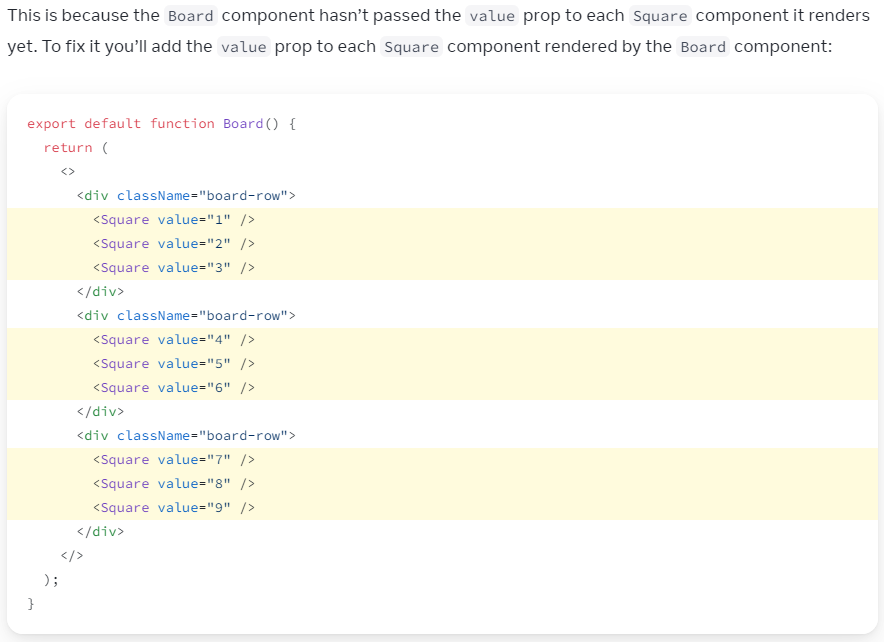 This is because the Board component hasn’t passed the value prop to each Square component it renders
yet. To fix it you’ll add the value prop to each Square component rendered by the Board component:
export default function Board() {
  return (
    <>
      <div className="board-row">
        <Square value="1" />
        <Square value="2" />
        <Square value="3" />
      </div>
      <div className="board-row">
        <Square value="4" />
        <Square value="5" />
        <Square value="6" />
      </div>
      <div className="board-row">
        <Square value="7" />
        <Square value="8" />
        <Square value="9" />
      </div>
    </>
  );
}